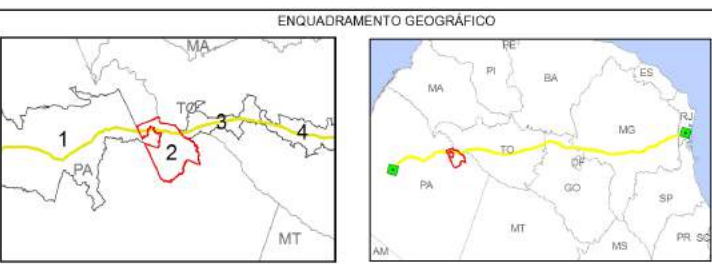 ENQUADRAMENTO GEOGRÁFICO
MA
TO
1
2
3
4
PA
MT
PE
MA
PI
BA
ES
RJ
MG
TO
DF
PA
GO
SP
MT
MS
PR SC
AM